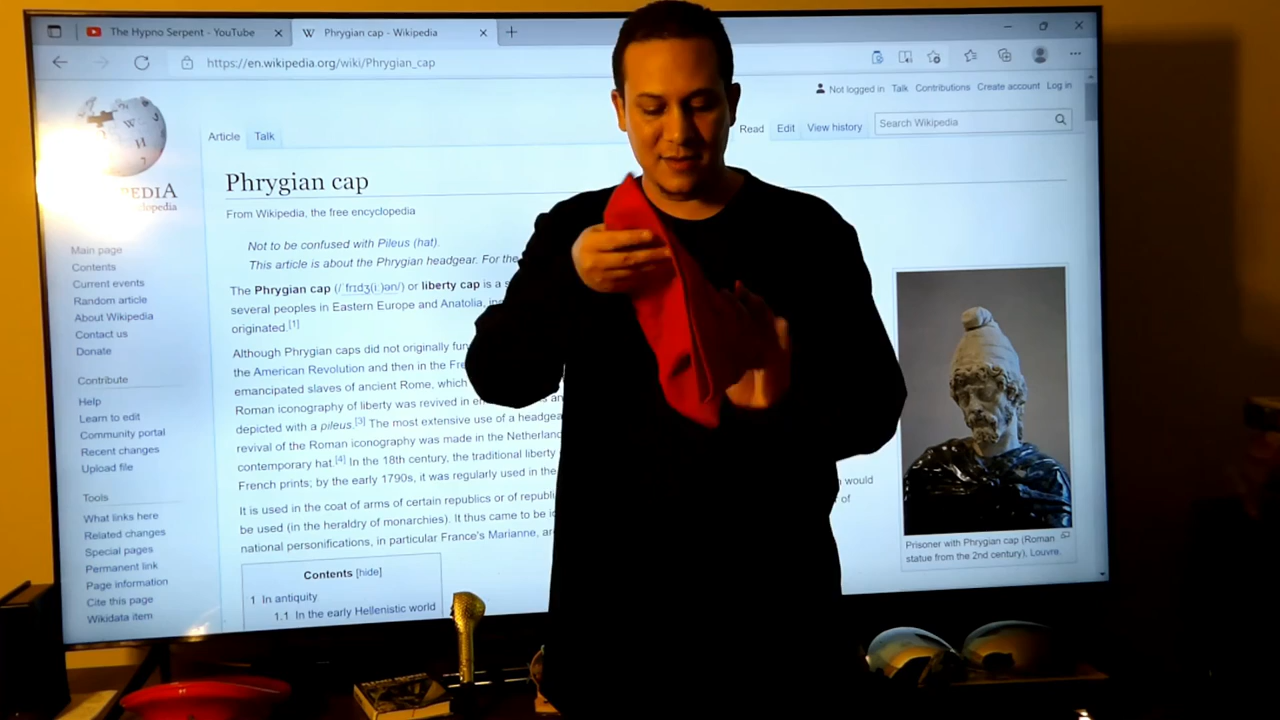 The Hypno Serpent - YouTube
Phrygian cap - Wikipedia
https://en.wikipedia.org/wiki/Phrygian_cap
Not logged in Talk Contributions Create account Log in
Article Talk
Read Edit View history
Search Wikipedia
PEDIA
clopedia
Phrygian cap
From Wikipedia, the free encyclopedia
Not to be confused with Pileus (hat).
This article is about the Phrygian headgear. For the
The Phrygian cap (/ˈfrɪdʒ(i:)ən/) or liberty cap is a
several peoples in Eastern Europe and Anatolia,
originated.[1]
Although Phrygian caps did not originally
the American Revolution and then in the
emancipated slaves of ancient Rome, which
Roman iconography of liberty was revived in
depicted with a pileus.[3] The most extensive use of a
revival of the Roman iconography was made in the
contemporary hat.[4] In the 18th century, the traditional liberty
French prints; by the early 1790s, it was regularly used in the
would
of
It is used in the coat of arms of certain republics or of
be used (in the heraldry of monarchies). It thus came to be
national personifications, in particular France's Marianne,
Contents [hide]
1 In antiquity
1.1 In the early Hellenistic world
Main page
Contents
Current events
Random article
About Wikipedia
Contact us
Donate
Contribute
Help
Learn to edit
Community portal
Recent changes
Upload file
Tools
What links here
Related changes
Special pages
Permanent link
Page information
Cite this page
Wikidata item
Prisoner with Phrygian cap (Roman
statue from the 2nd century), Louvre.